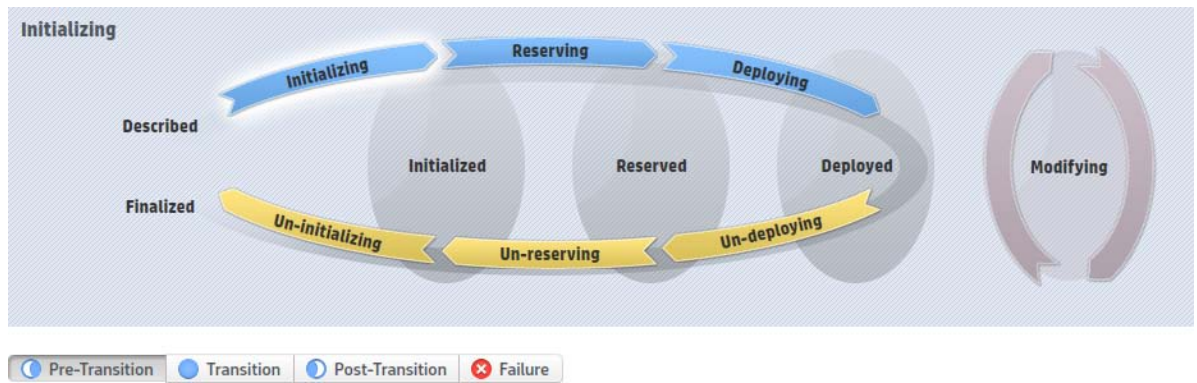 Initializing
Initializing
Reserving
Deploying
Described
Initialized
Reserved
Deployed
Modifying
Finalized
Un-initializing
Un-reserving
Un-deploying
Pre-Transition
Transition
Post-Transition
Failure